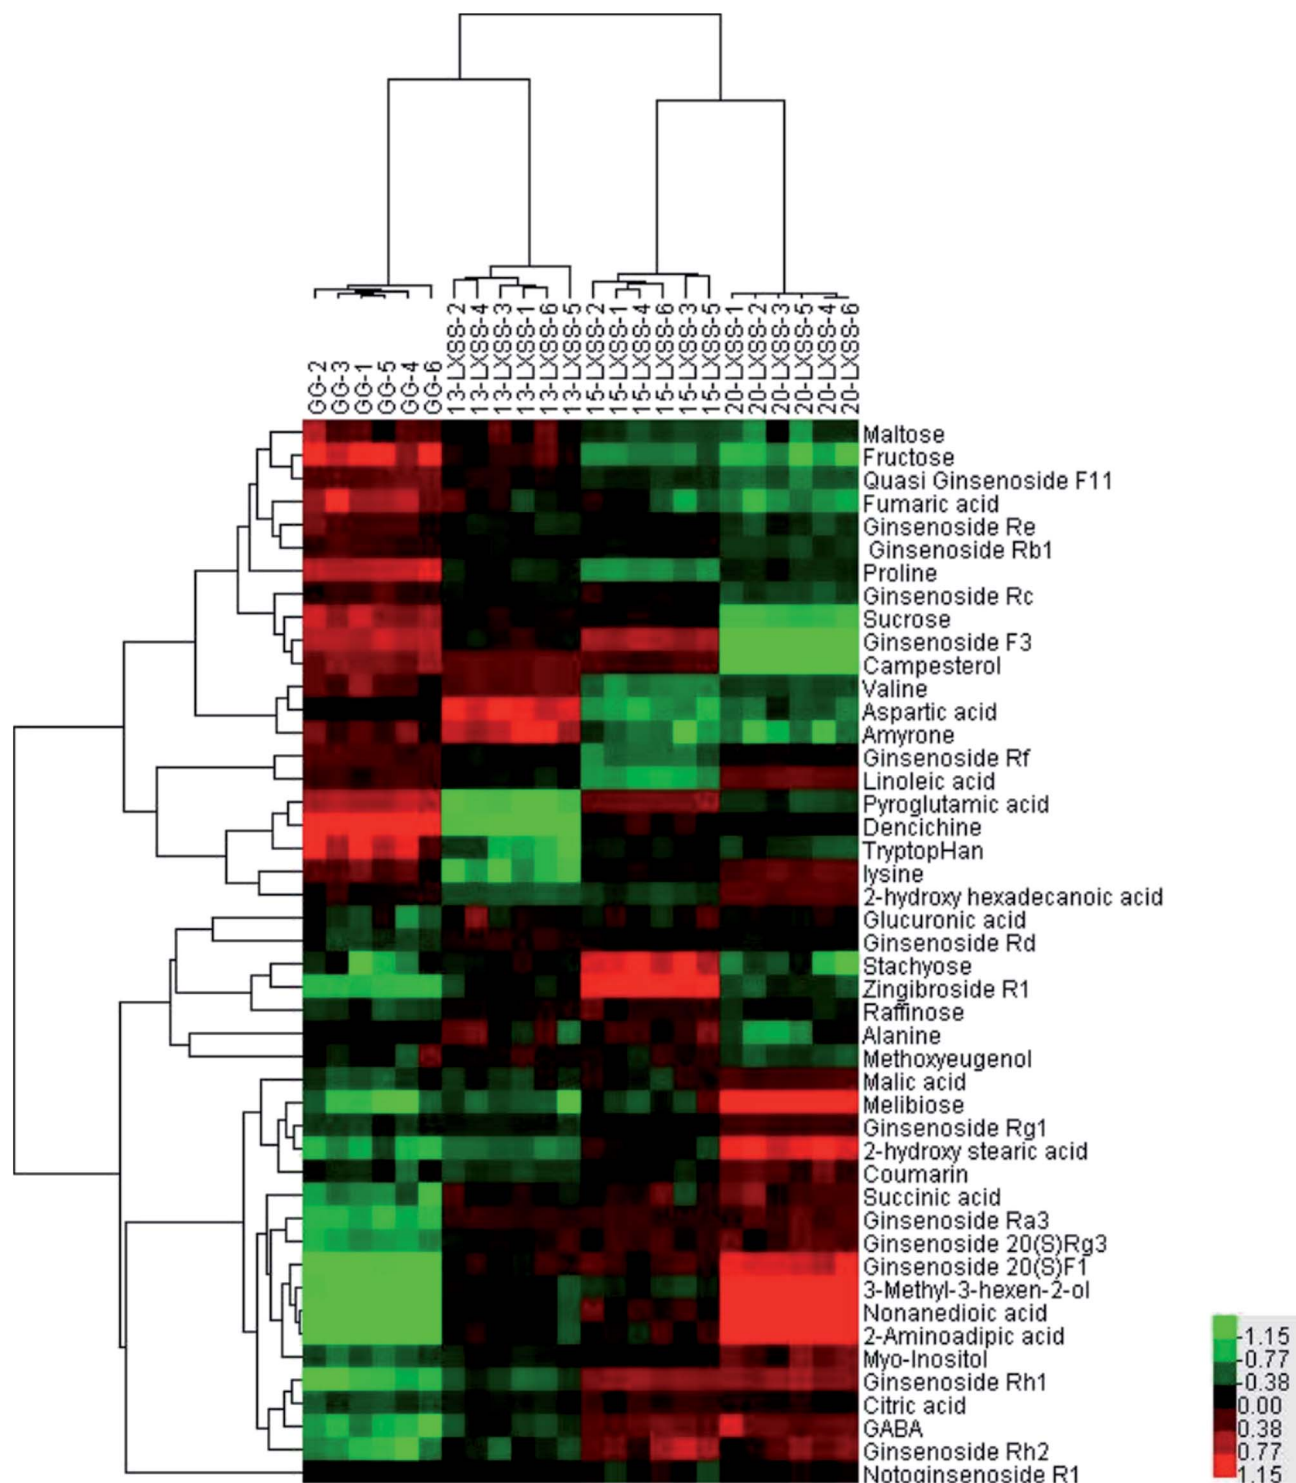 GG-2
GG-3
GG-1
GG-5
GG-4
GG-6
13-LXSS-2
13-LXSS-4
13-LXSS-3
13-LXSS-1
13-LXSS-6
13-LXSS-5
15-LXSS-2
15-LXSS-1
15-LXSS-4
15-LXSS-6
15-LXSS-3
15-LXSS-5
20-LXSS-1
20-LXSS-2
20-LXSS-3
20-LXSS-5
20-LXSS-4
20-LXSS-6
Maltose
Fructose
Quasi Ginsenoside F11
Fumaric acid
Ginsenoside Re
Ginsenoside Rb1
Proline
Ginsenoside Rc
Sucrose
Ginsenoside F3
Campesterol
Valine
Aspartic acid
Amyrone
Ginsenoside Rf
Linoleic acid
Pyroglutamic acid
Dencichine
TryptopHan
lysine
2-hydroxy hexadecanoic acid
Glucuronic acid
Ginsenoside Rd
Stachyose
Zingibroside R1
Raffinose
Alanine
Methoxyeugenol
Malic acid
Melibiose
Ginsenoside Rg1
2-hydroxy stearic acid
Coumarin
Succinic acid
Ginsenoside Ra3
Ginsenoside 20(S)Rg3
Ginsenoside 20(S)F1
3-Methyl-3-hexen-2-ol
Nonanedioic acid
2-Aminoadipic acid
Myo-Inositol
Ginsenoside Rh1
Citric acid
GABA
Ginsenoside Rh2
Notoginsenoside R1
-1.15
-0.77
-0.38
0.00
0.38
0.77
1.15